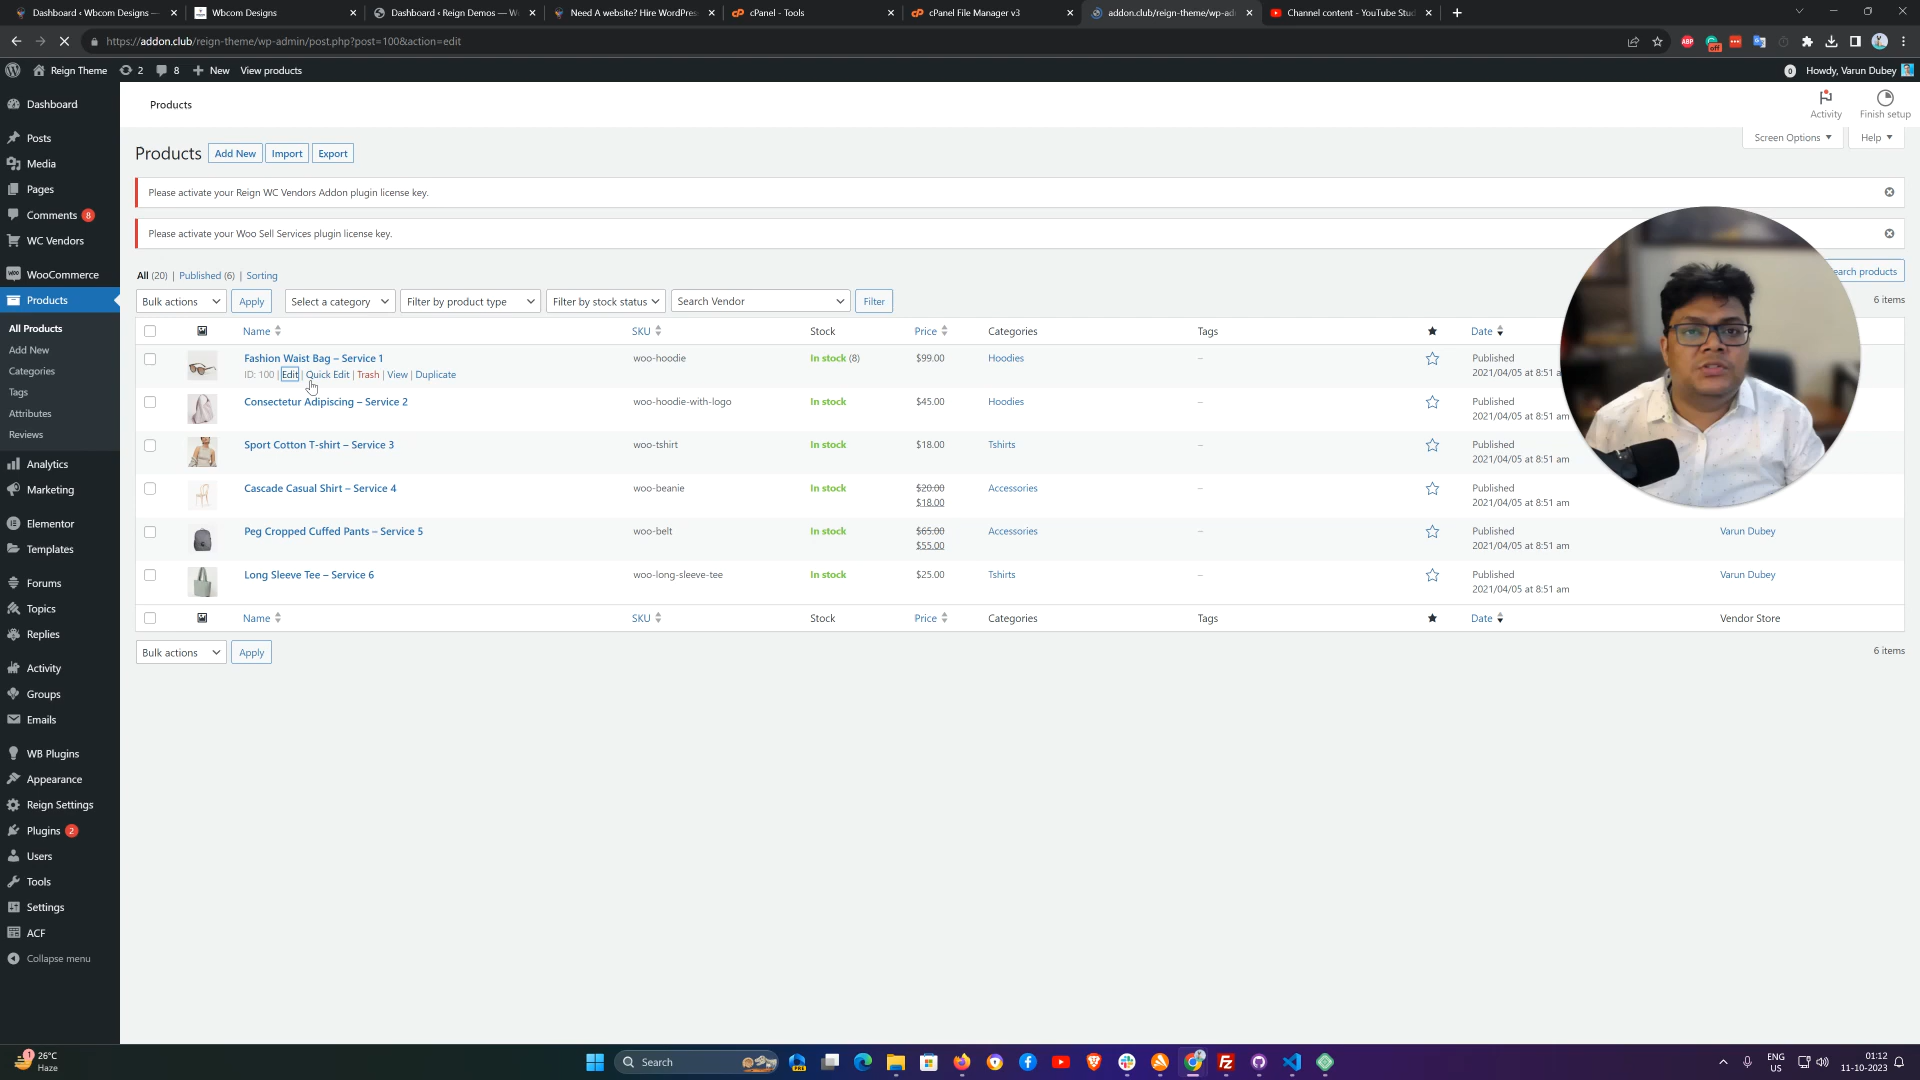 Dashboard ‹ Wbcom Designs —
Wbcom Designs
Dashboard ‹ Reign Demos — W
Need A website? Hire WordPres
cPanel - Tools
cPanel File Manager v3
addon.club/reign-theme/wp-ad
Channel content - YouTube Stud
https://addon.club/reign-theme/wp-admin/post.php?post=100&action=edit
ABP
off
Reign Theme 2 8 New View products
0 Howdy, Varun Dubey
Dashboard
Posts
Media
Pages
Comments 8
WC Vendors
WooCommerce
Products
All Products
Add New
Categories
Tags
Attributes
Reviews
Analytics
Marketing
Elementor
Templates
Forums
Topics
Replies
Activity
Groups
Emails
WB Plugins
Appearance
Reign Settings
Plugins 2
Users
Tools
Settings
ACF
Collapse menu
Products
Activity
Finish setup
Screen Options
Help
Products Add New Import Export
Please activate your Reign WC Vendors Addon plugin license key.
Please activate your Woo Sell Services plugin license key.
All (20) | Published (6) | Sorting
earch products
Bulk actions Apply Select a category Filter by product type Filter by stock status Search Vendor Filter
6 items
Name SKU Stock Price Categories Tags Date
Fashion Waist Bag – Service 1 woo-hoodie In stock (8) $99.00 Hoodies – Published
ID: 100 | Edit | Quick Edit | Trash | View | Duplicate 2021/04/05 at 8:51 a
Consectetur Adipiscing – Service 2 woo-hoodie-with-logo In stock $45.00 Hoodies – Published
2021/04/05 at 8:51 am
Sport Cotton T-shirt – Service 3 woo-tshirt In stock $18.00 Tshirts – Published
2021/04/05 at 8:51 am
Cascade Casual Shirt – Service 4 woo-beanie In stock $20.00 Accessories – Published
$18.00 2021/04/05 at 8:51 am
Peg Cropped Cuffed Pants – Service 5 woo-belt In stock $65.00 Accessories – Published Varun Dubey
$55.00 2021/04/05 at 8:51 am
Long Sleeve Tee – Service 6 woo-long-sleeve-tee In stock $25.00 Tshirts – Published Varun Dubey
2021/04/05 at 8:51 am
Name SKU Stock Price Categories Tags Date Vendor Store
Bulk actions Apply
6 items
1
26°C
Haze
Search
PRE
ENG
US
01:12
11-10-2023